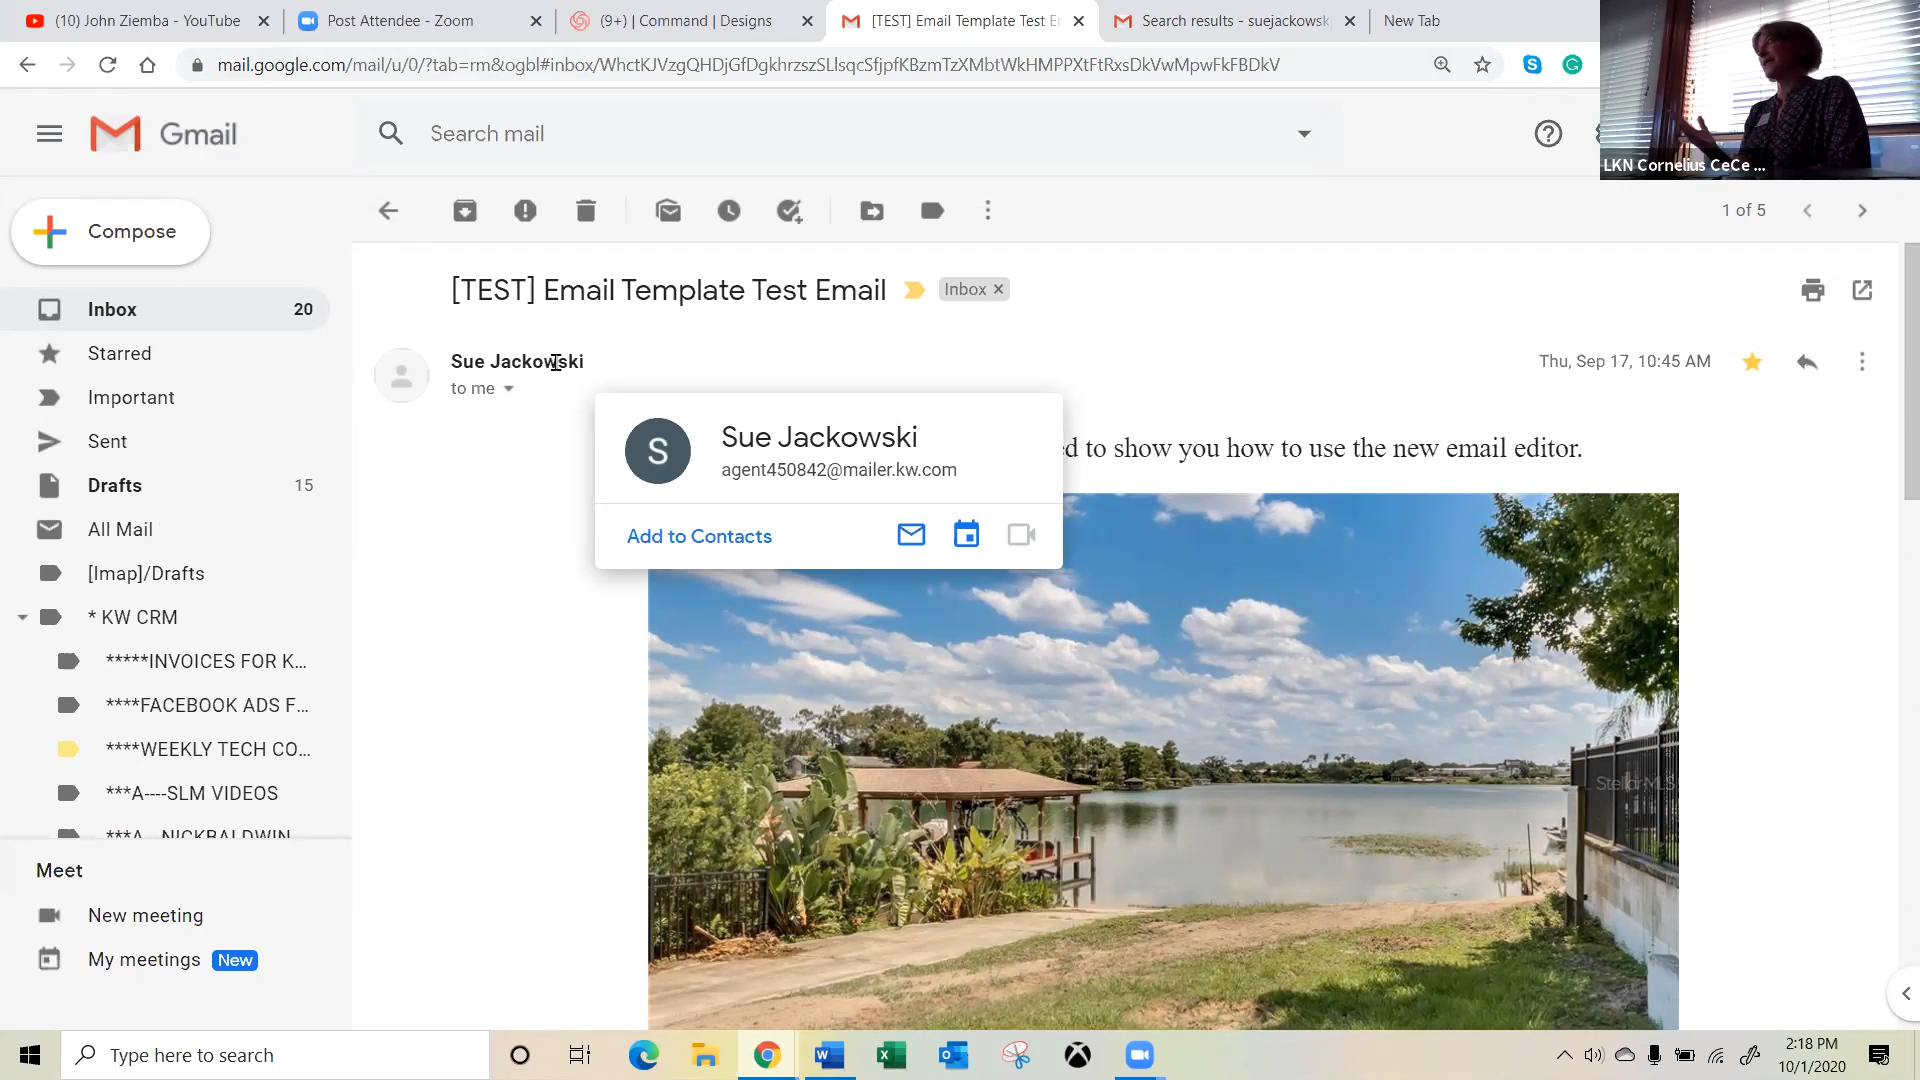 (10) John Ziemba - YouTube
Post Attendee - Zoom
(9+) | Command | Designs
[TEST] Email Template Test E
Search results - suejackowsk
New Tab
mail.google.com/mail/u/0/?tab=rm&ogbl#inbox/WhctKJVzgQHDjGfDgkhrzszSLlsqcSfjpfKBzmTzXMbtWkHMPPXtFtRxsDkVwMpwFkFBDkV
Gmail
Search mail
LKN Cornelius CeCe ...
Compose
1 of 5
[TEST] Email Template Test Email
Inbox
Inbox 20
Starred
Important
Sent
Drafts 15
All Mail
[Imap]/Drafts
* KW CRM
*****INVOICES FOR K...
****FACEBOOK ADS F...
****WEEKLY TECH CO...
***A----SLM VIDEOS
Meet
New meeting
My meetings New
Sue Jackowski
to me
Thu, Sep 17, 10:45 AM
S
Sue Jackowski
agent450842@mailer.kw.com
Add to Contacts
to show you how to use the new email editor.
StellarMLS
Type here to search
2:18 PM
10/1/2020